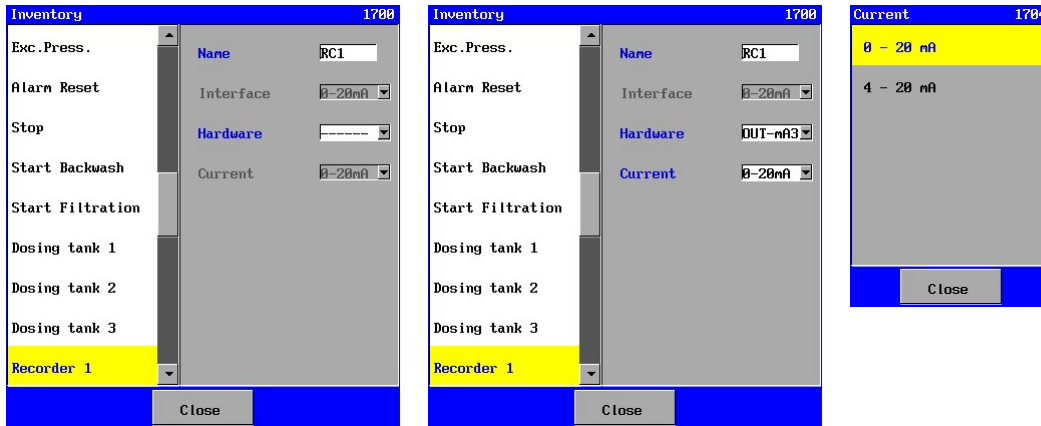 Inventory 1700
Exc.Press.
Alarm Reset
Stop
Start Backwash
Start Filtration
Dosing tank 1
Dosing tank 2
Dosing tank 3
Recorder 1
Name RC1
Interface 0-20mA
Hardware ------
Current 0-20mA
Close
Inventory 1700
Exc.Press.
Alarm Reset
Stop
Start Backwash
Start Filtration
Dosing tank 1
Dosing tank 2
Dosing tank 3
Recorder 1
Name RC1
Interface 0-20mA
Hardware OUT-mA3
Current 0-20mA
Close
Current 1704
0 - 20 mA
4 - 20 mA
Close